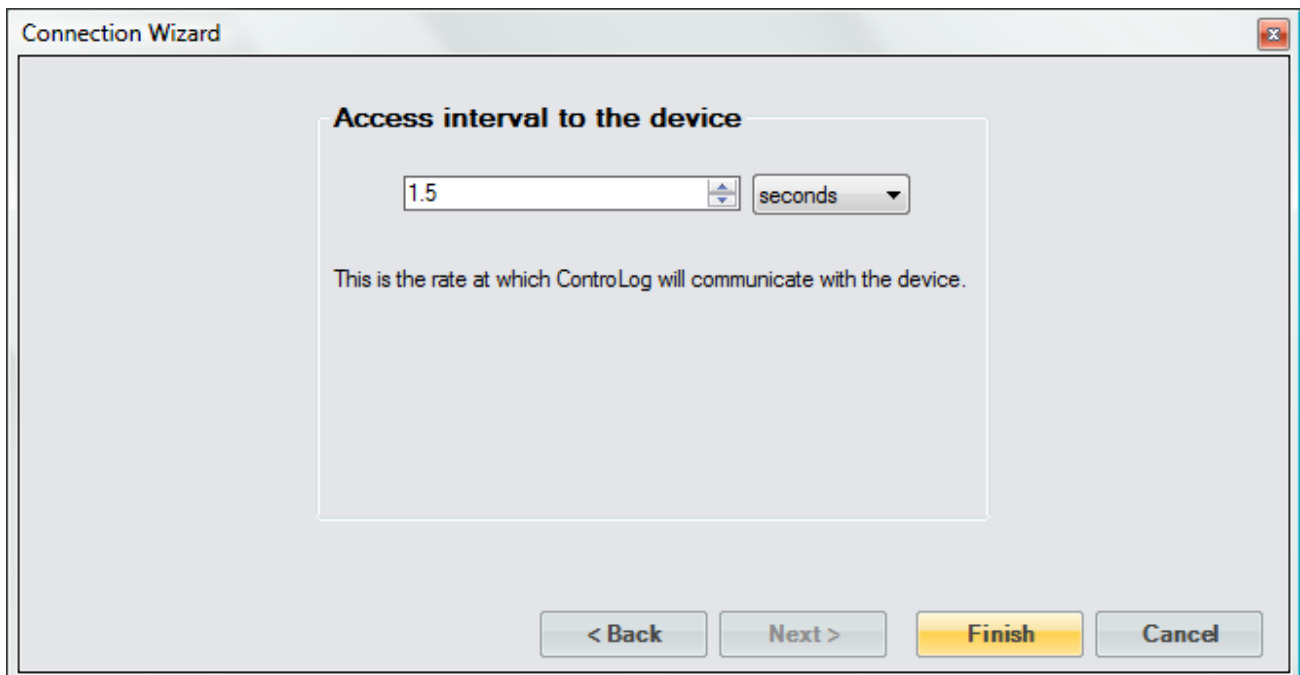 Connection Wizard
Access interval to the device
1.5 seconds
This is the rate at which ControLog will communicate with the device.
< Back Next > Finish Cancel